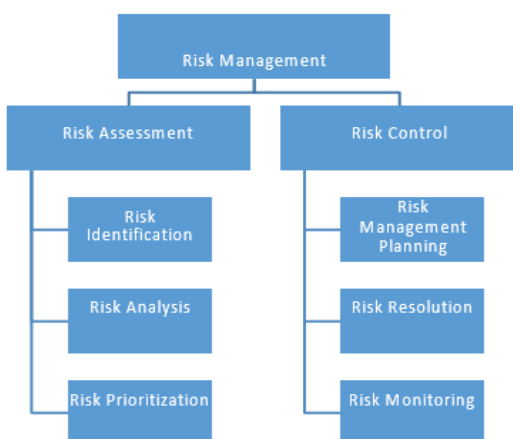 Risk Management
Risk Assessment
Risk Control
Risk
Identification
Risk
Management
Planning
Risk Analysis
Risk Resolution
Risk Prioritization
Risk Monitoring